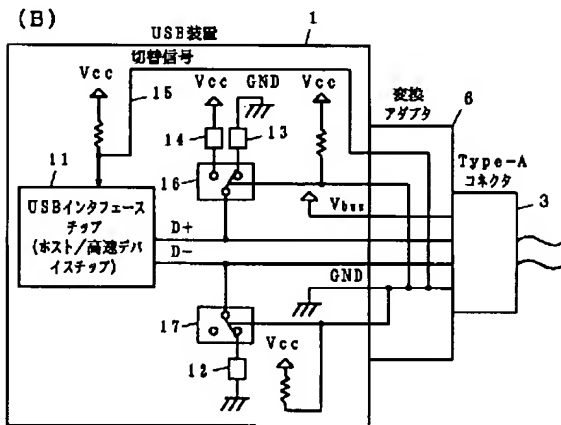 (B)
USB装置
1
切替信号
Vcc
15
Vcc
GND
Vcc
変換
アダプタ
6
14
13
11
16
Type-A
コネクタ
3
USBインタフェース
チップ
(ホスト/高速デバ
イスチップ)
Vbus
D+
D-
GND
17
Vcc
12